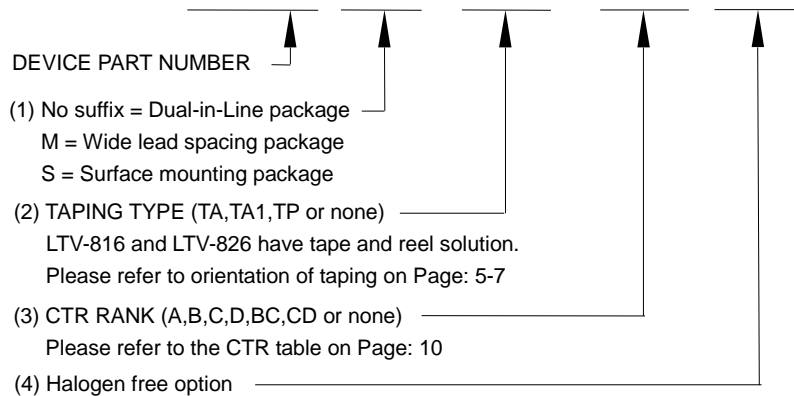 DEVICE PART NUMBER
(1) No suffix = Dual-in-Line package
M = Wide lead spacing package
S = Surface mounting package
(2) TAPING TYPE (TA,TA1,TP or none)
LTV-816 and LTV-826 have tape and reel solution.
Please refer to orientation of taping on Page: 5-7
(3) CTR RANK (A,B,C,D,BC,CD or none)
Please refer to the CTR table on Page: 10
(4) Halogen free option